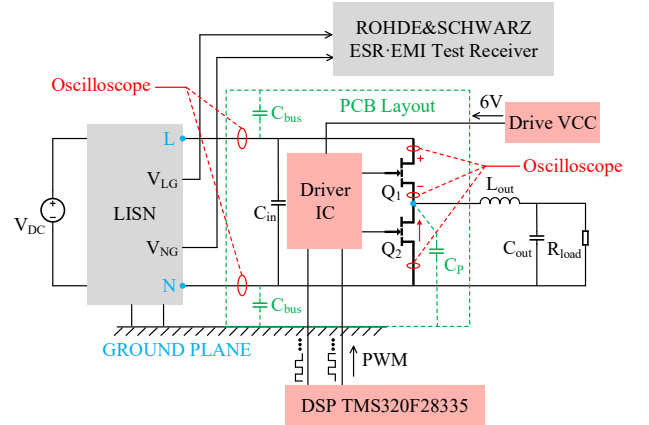 ROHDE&SCHWARZ
ESR·EMI Test Receiver
Oscilloscope
C_bus
PCB Layout
6V
Drive VCC
L
V_LG
LISN
V_DC
V_NG
N
C_in
Driver
IC
+
Q_1
−
Q_2
Oscilloscope
L_out
C_out
R_load
C_P
C_bus
GROUND PLANE
PWM
DSP TMS320F28335